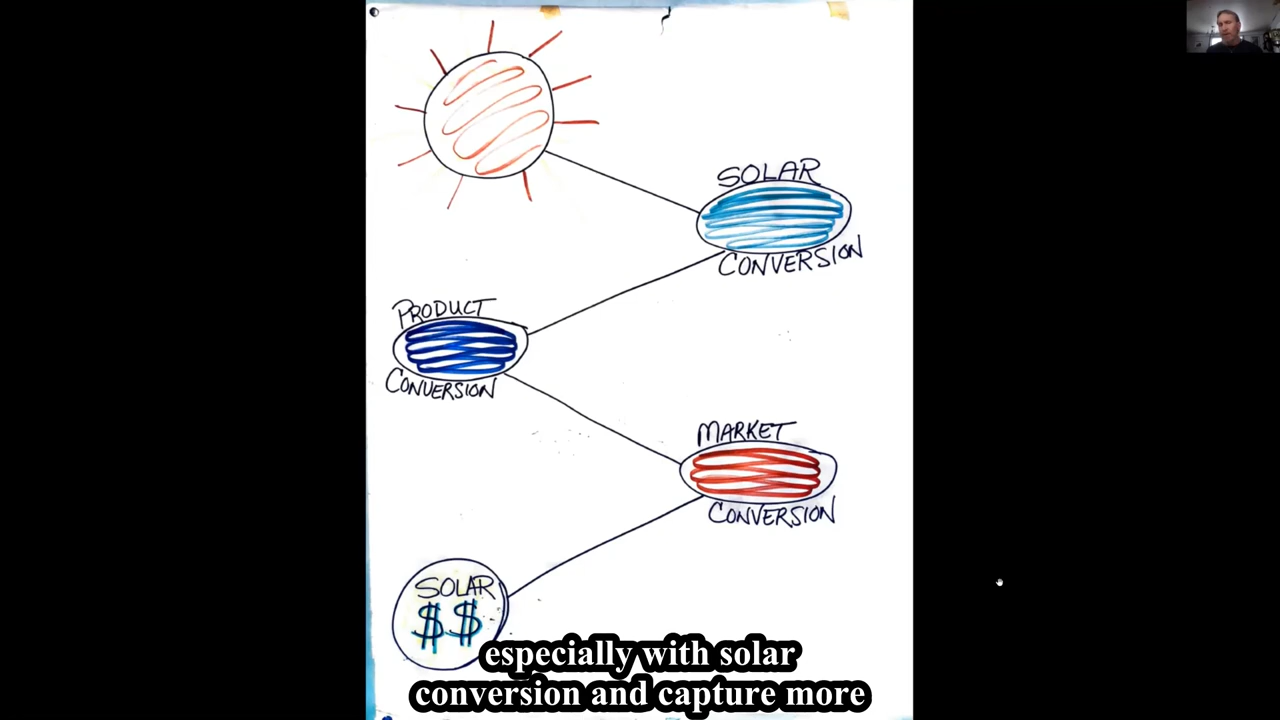 SOLAR
CONVERSION
PRODUCT
CONVERSION
MARKET
CONVERSION
SOLAR
$$
especially with solar
conversion and capture more